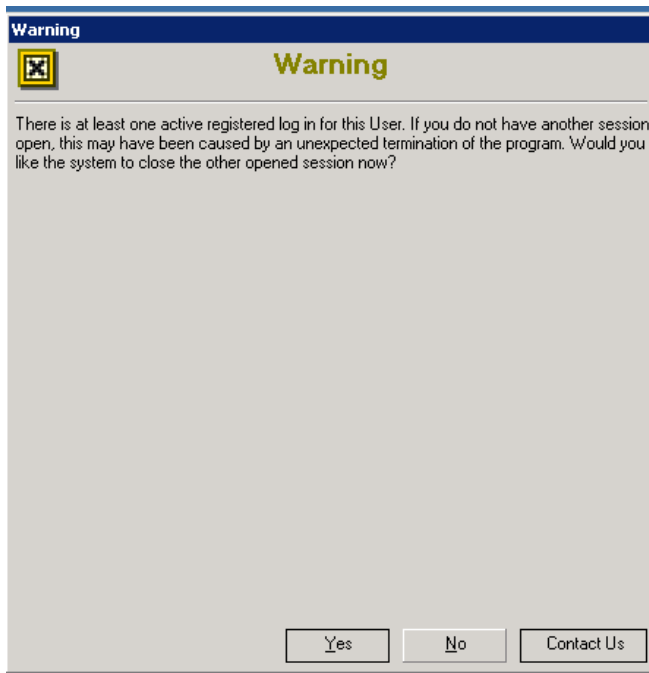 Warning
Warning
There is at least one active registered log in for this User. If you do not have another session
open, this may have been caused by an unexpected termination of the program. Would you
like the system to close the other opened session now?
Yes
No
Contact Us